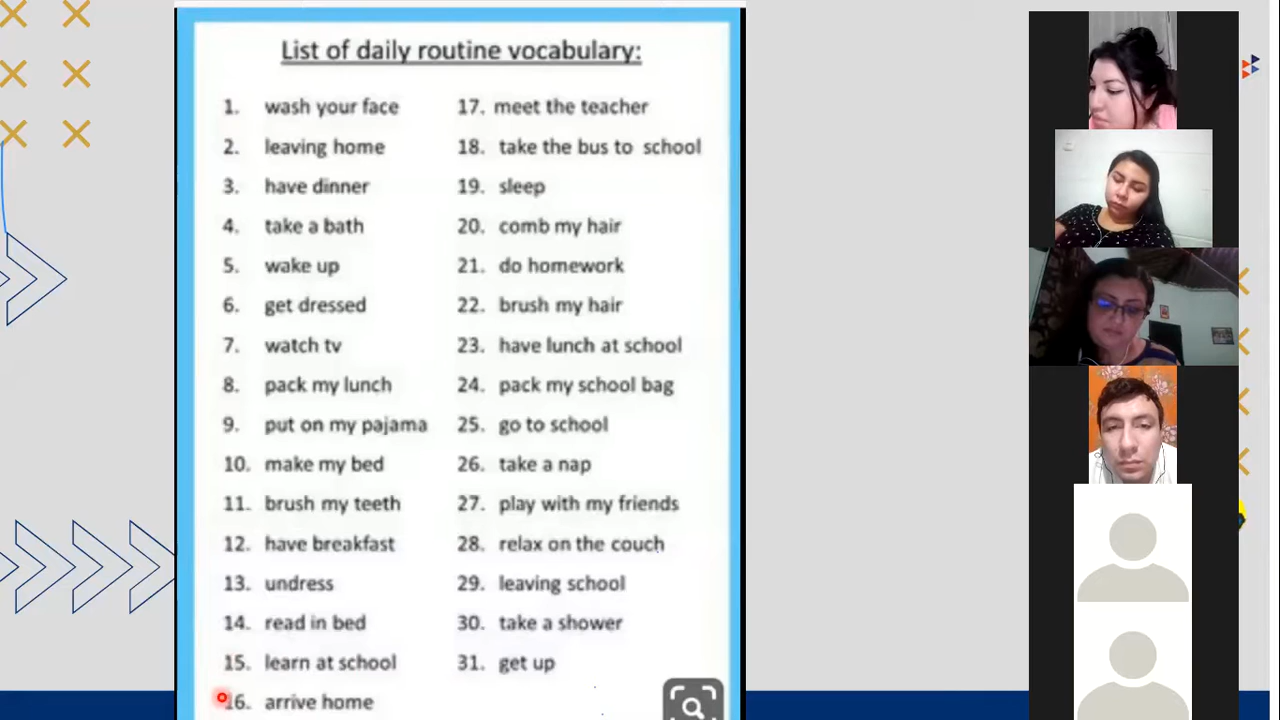 List of daily routine vocabulary:
1. wash your face
2. leaving home
3. have dinner
4. take a bath
5. wake up
6. get dressed
7. watch tv
8. pack my lunch
9. put on my pajama
10. make my bed
11. brush my teeth
12. have breakfast
13. undress
14. read in bed
15. learn at school
16. arrive home
17. meet the teacher
18. take the bus to school
19. sleep
20. comb my hair
21. do homework
22. brush my hair
23. have lunch at school
24. pack my school bag
25. go to school
26. take a nap
27. play with my friends
28. relax on the couch
29. leaving school
30. take a shower
31. get up